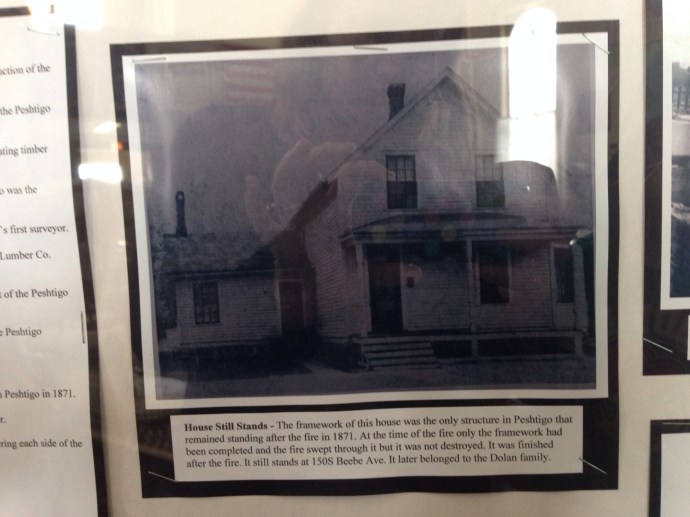 ction of the
the Peshtigo
ting timber
was the
's first surveyor.
Lumber Co.
of the Peshtigo
Peshtigo
Peshtigo in 1871.
r.
ring each side of the
House Still Stands - The framework of this house was the only structure in Peshtigo that
remained standing after the fire in 1871. At the time of the fire only the framework had
been completed and the fire swept through it but it was not destroyed. It was finished
after the fire. It still stands at 150S Beebe Ave. It later belonged to the Dolan family.